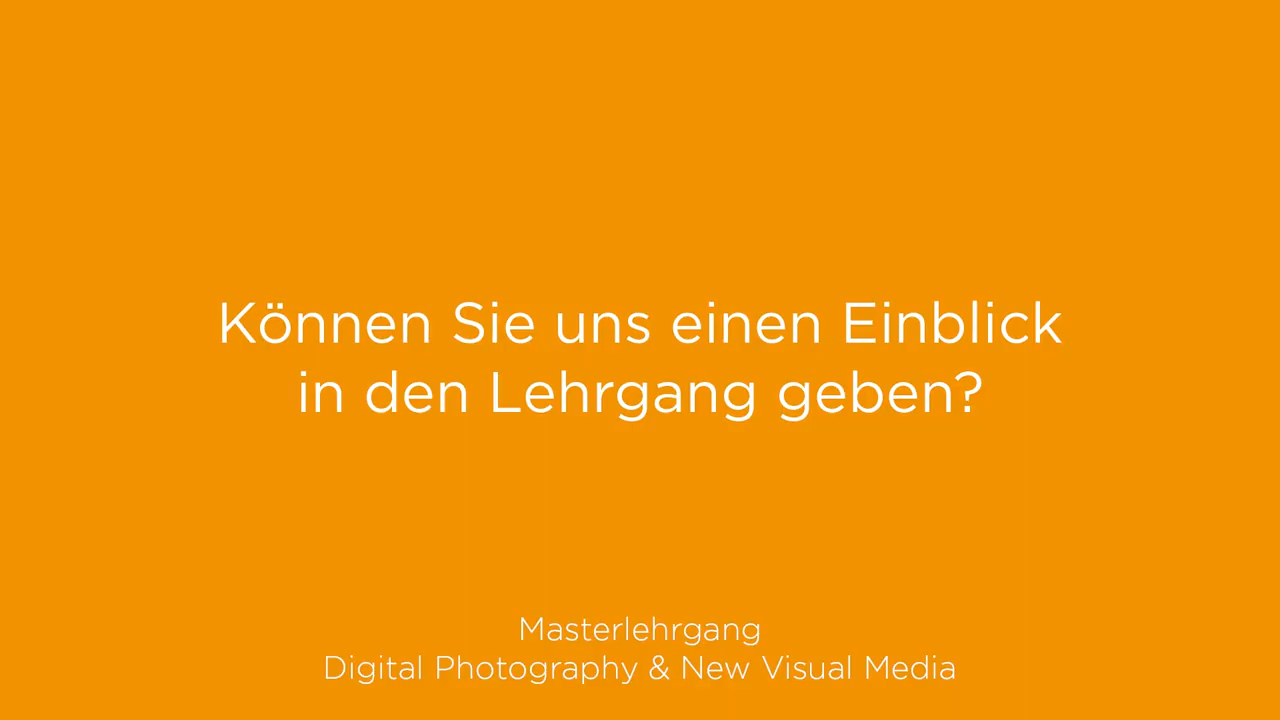 Können Sie uns einen Einblick
in den Lehrgang geben?
Masterlehrgang
Digital Photography & New Visual Media